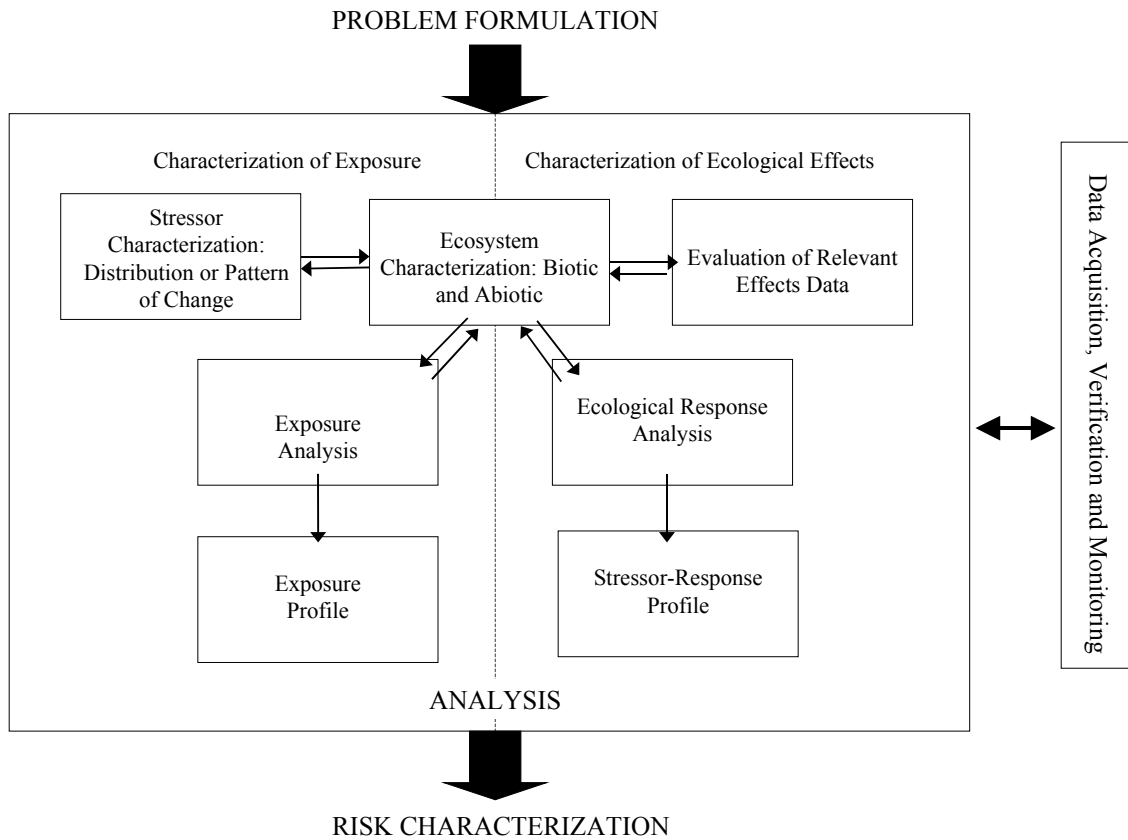 PROBLEM FORMULATION
Characterization of Exposure
Characterization of Ecological Effects
Stressor
Characterization:
Distribution or Pattern
of Change
Ecosystem
Characterization: Biotic
and Abiotic
Evaluation of Relevant
Effects Data
Exposure
Analysis
Ecological Response
Analysis
Exposure
Profile
Stressor-Response
Profile
ANALYSIS
Data Acquisition, Verification and Monitoring
RISK CHARACTERIZATION